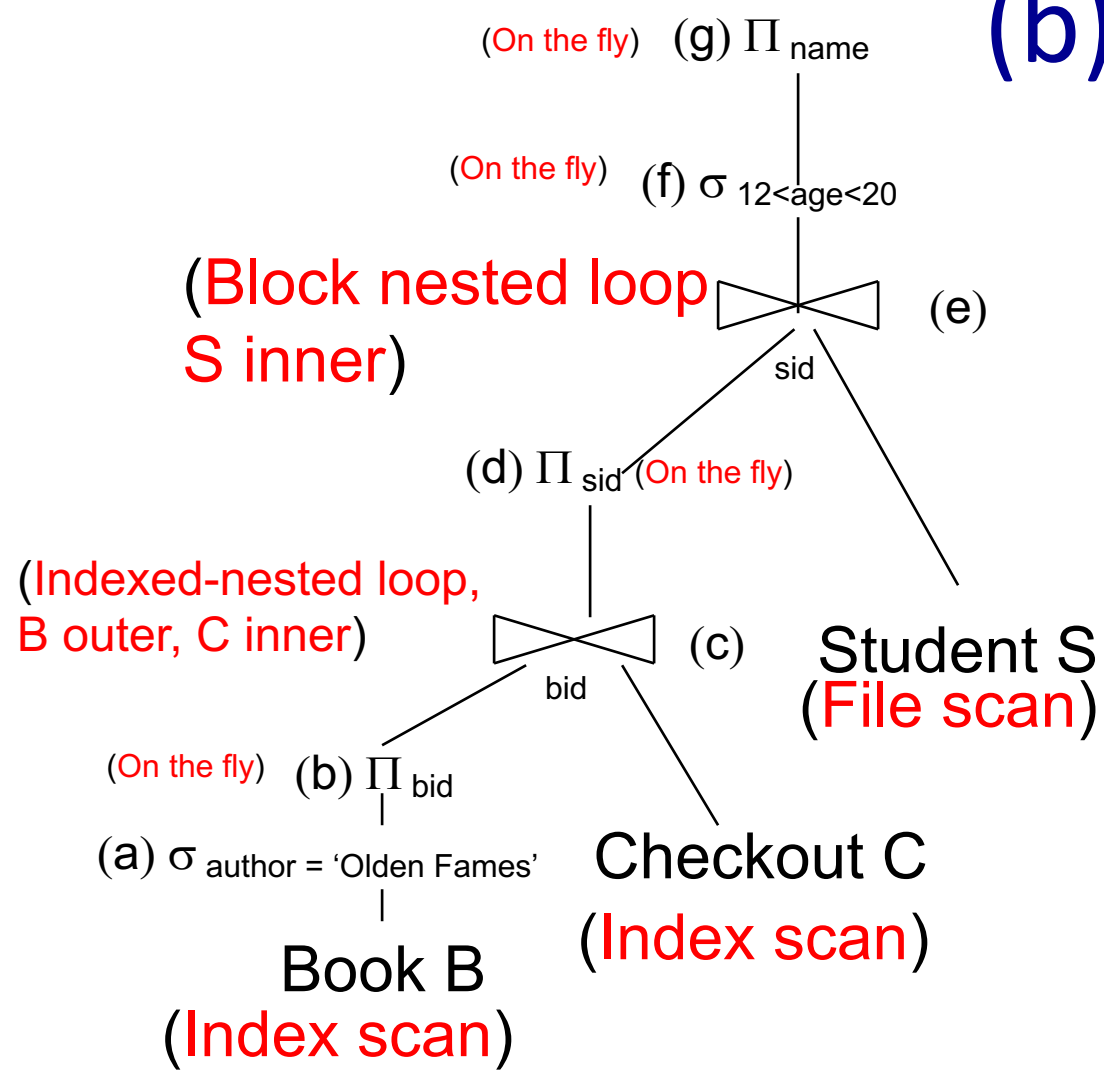 (b)
(On the fly) (g) Π name
(On the fly) (f) σ 12<age<20
(Block nested loop
S inner)
(e)
sid
(d) Π sid (On the fly)
(Indexed-nested loop,
B outer, C inner)
(c)
bid
Student S
(File scan)
(On the fly) (b) Π bid
(a) σ author = ‘Olden Fames’
Checkout C
(Index scan)
Book B
(Index scan)